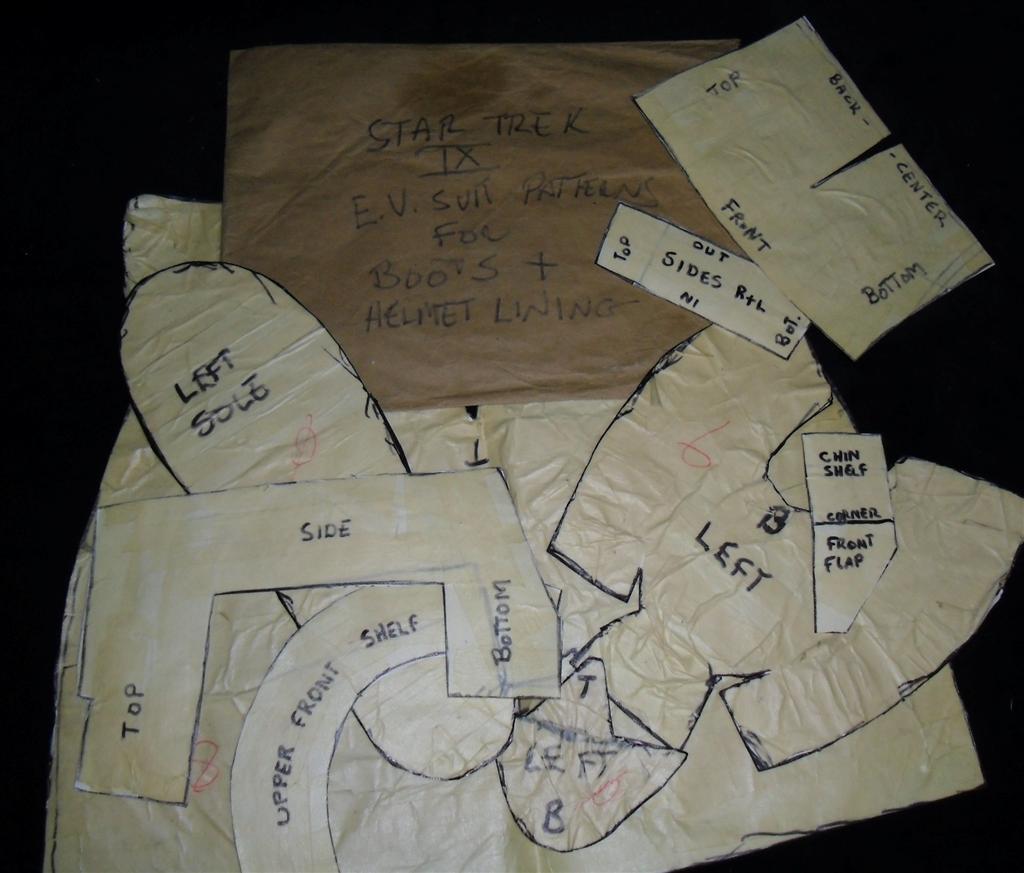 STAR TREK
IX
E.V. SUIT PATTERNS
FOR
BOOTS +
HELMET LINING
TOP
BACK -
- CENTER
FRONT
BOTTOM
TOP
OUT
SIDES R+L
IN
BOT.
LEFT
SOLE
CHIN
SHELF
CORNER
FRONT
FLAP
B
LEFT
SIDE
BOTTOM
TOP
UPPER FRONT SHELF
T
LEFT
B